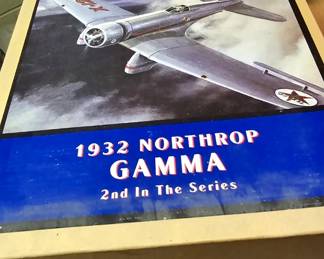 1932 NORTHROP
GAMMA
2nd In The Series